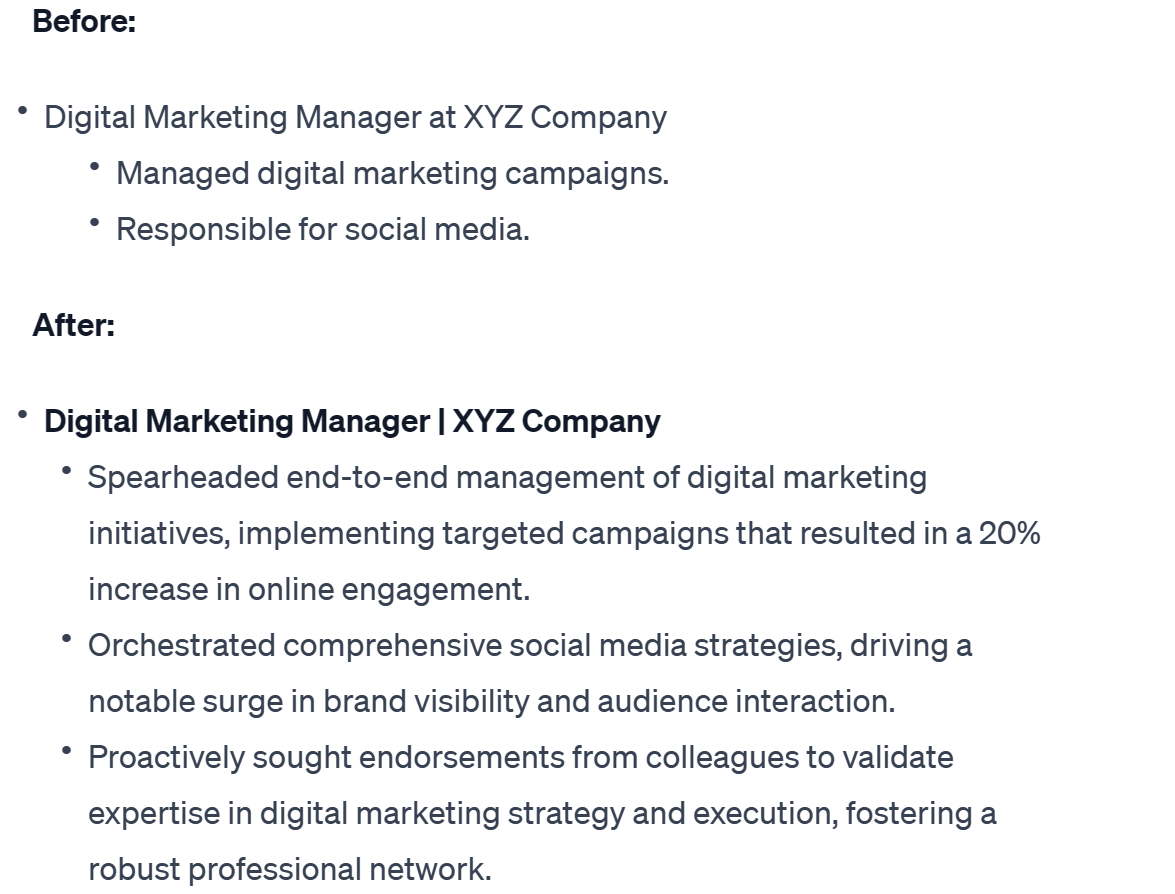 Before:
• Digital Marketing Manager at XYZ Company
• Managed digital marketing campaigns.
• Responsible for social media.
After:
• Digital Marketing Manager | XYZ Company
• Spearheaded end-to-end management of digital marketing
initiatives, implementing targeted campaigns that resulted in a 20%
increase in online engagement.
• Orchestrated comprehensive social media strategies, driving a
notable surge in brand visibility and audience interaction.
• Proactively sought endorsements from colleagues to validate
expertise in digital marketing strategy and execution, fostering a
robust professional network.